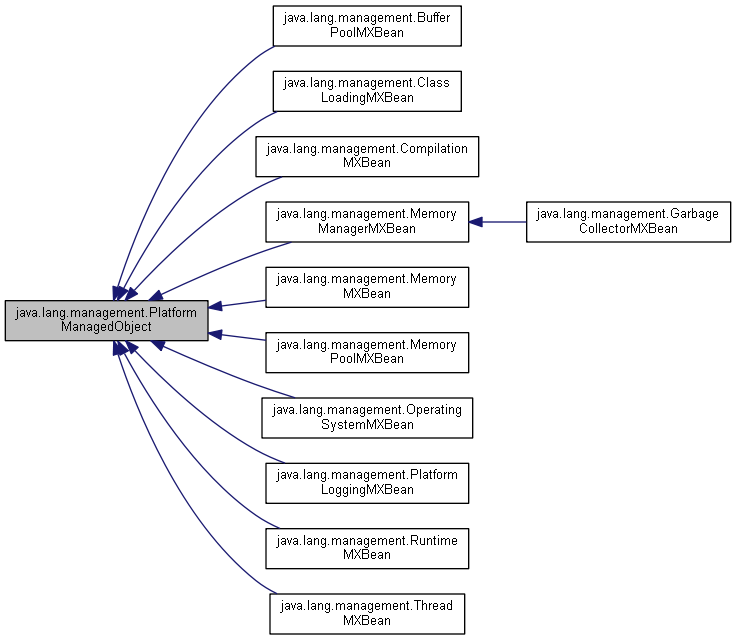 java.lang.management.Buffer
PoolMXBean
java.lang.management.Class
LoadingMXBean
java.lang.management.Compilation
MXBean
java.lang.management.Memory
ManagerMXBean
java.lang.management.Garbage
CollectorMXBean
java.lang.management.Memory
MXBean
java.lang.management.Platform
ManagedObject
java.lang.management.Memory
PoolMXBean
java.lang.management.Operating
SystemMXBean
java.lang.management.Platform
LoggingMXBean
java.lang.management.Runtime
MXBean
java.lang.management.Thread
MXBean